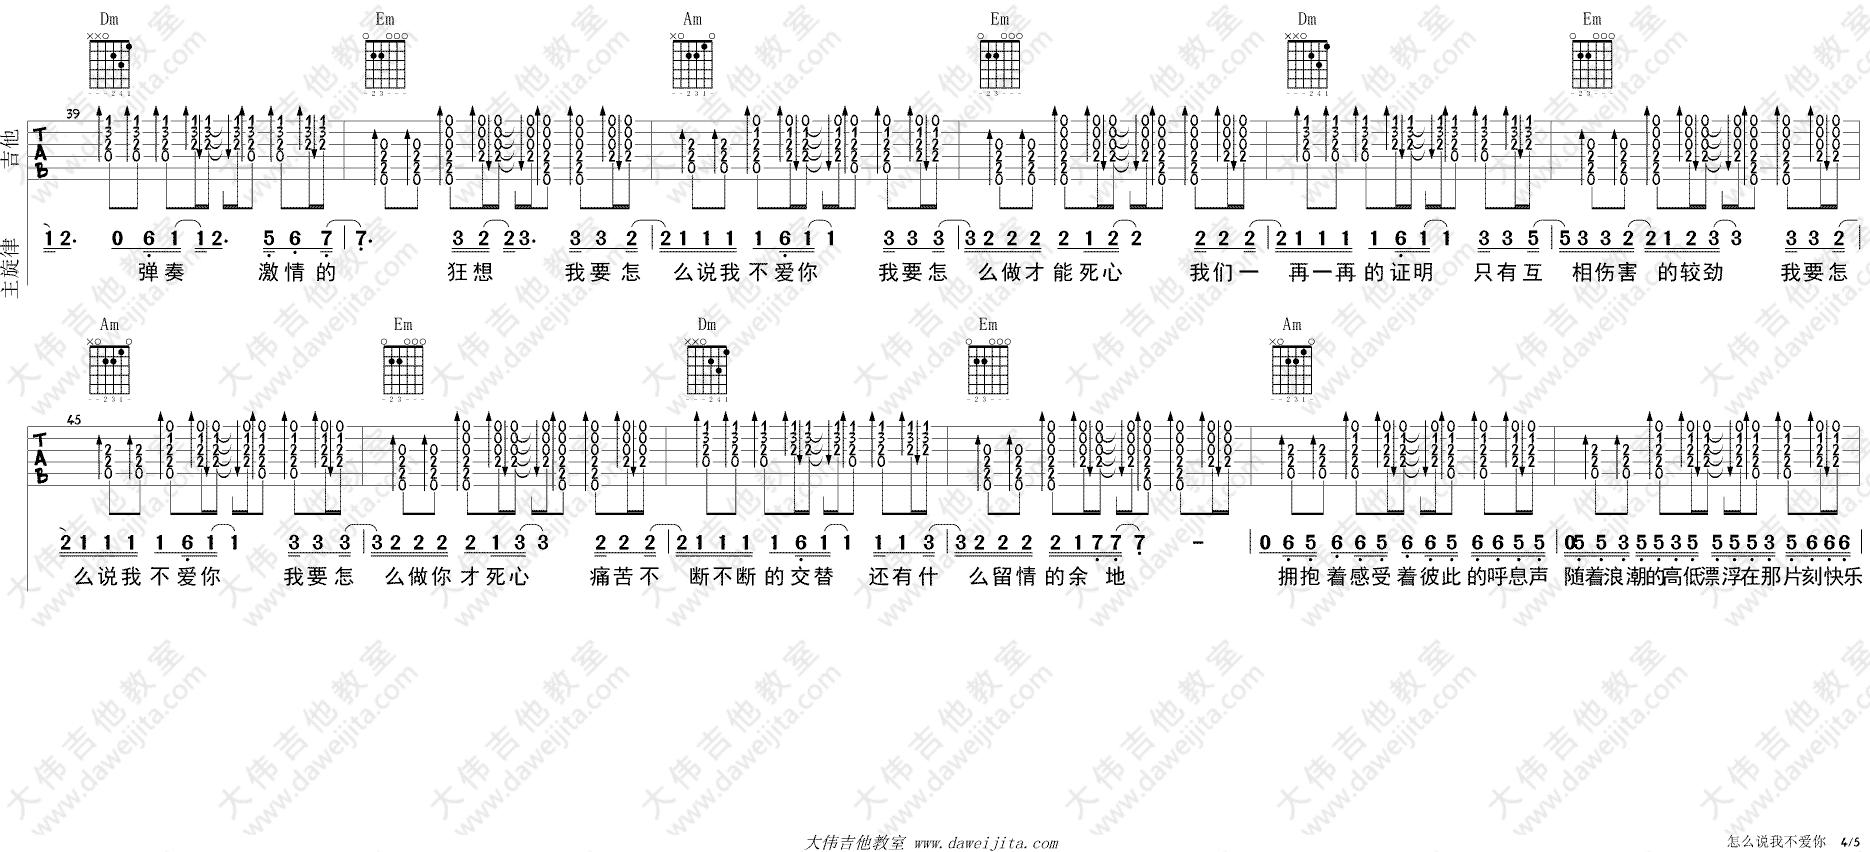 Dm Em Am Em Dm Em
39
吉他 TAB
主旋律 1 2. 0 6 1 1 2. 5 6 7 | 7. 3 2 2 3. 3 3 2 | 2 1 1 1 1 6 1 1 3 3 3 | 3 2 2 2 2 1 2 2 2 2 2 | 2 1 1 1 1 6 1 1 3 3 5 | 5 3 3 2 2 1 2 3 3 3 3 2
弹奏 激情的 狂想 我要怎 么说我 不爱你 我要怎 么做才能死心 我们一 再一再的证明 只有互 相伤害 的较劲 我要怎
Am Em Dm Em Am
45
TAB
2 1 1 1 1 6 1 1 3 3 3 | 3 2 2 2 2 1 3 3 2 2 2 | 2 1 1 1 1 6 1 1 1 1 3 | 3 2 2 2 2 1 7 7 7 - | 0 6 5 6 6 5 6 6 5 6 6 5 5 | 05 5 3 5 5 3 5 5 5 5 3 5 6 6 6
么说我 不爱你 我要怎 么做你 才死心 痛苦不 断不断的交替 还有什 么留情的余 地 拥抱着感受着彼此的呼息声 随着浪潮的高低漂浮在那片刻快乐
大伟吉他教室 www.daweijita.com
怎么说我不爱你 4/5